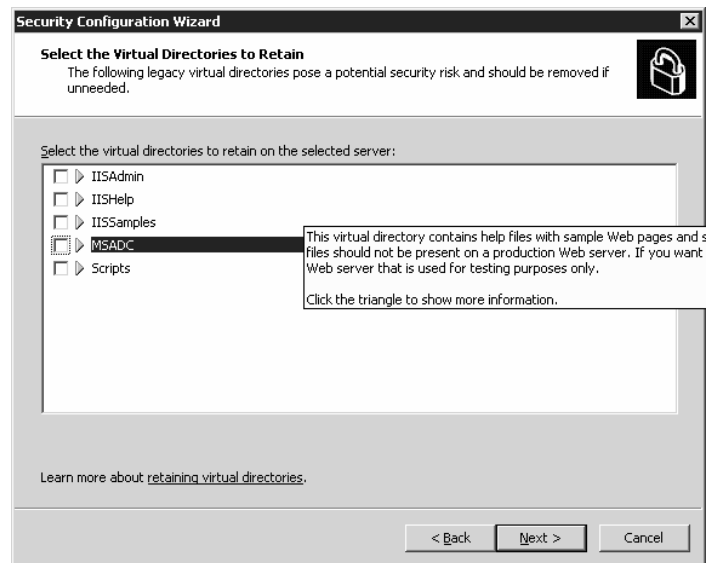 Security Configuration Wizard
Select the Virtual Directories to Retain
The following legacy virtual directories pose a potential security risk and should be removed if
unneeded.
Select the virtual directories to retain on the selected server:
IISAdmin
IISHelp
IISSamples
MSADC
Scripts
This virtual directory contains help files with sample Web pages and s
files should not be present on a production Web server. If you want
Web server that is used for testing purposes only.
Click the triangle to show more information.
Learn more about retaining virtual directories.
< Back
Next >
Cancel